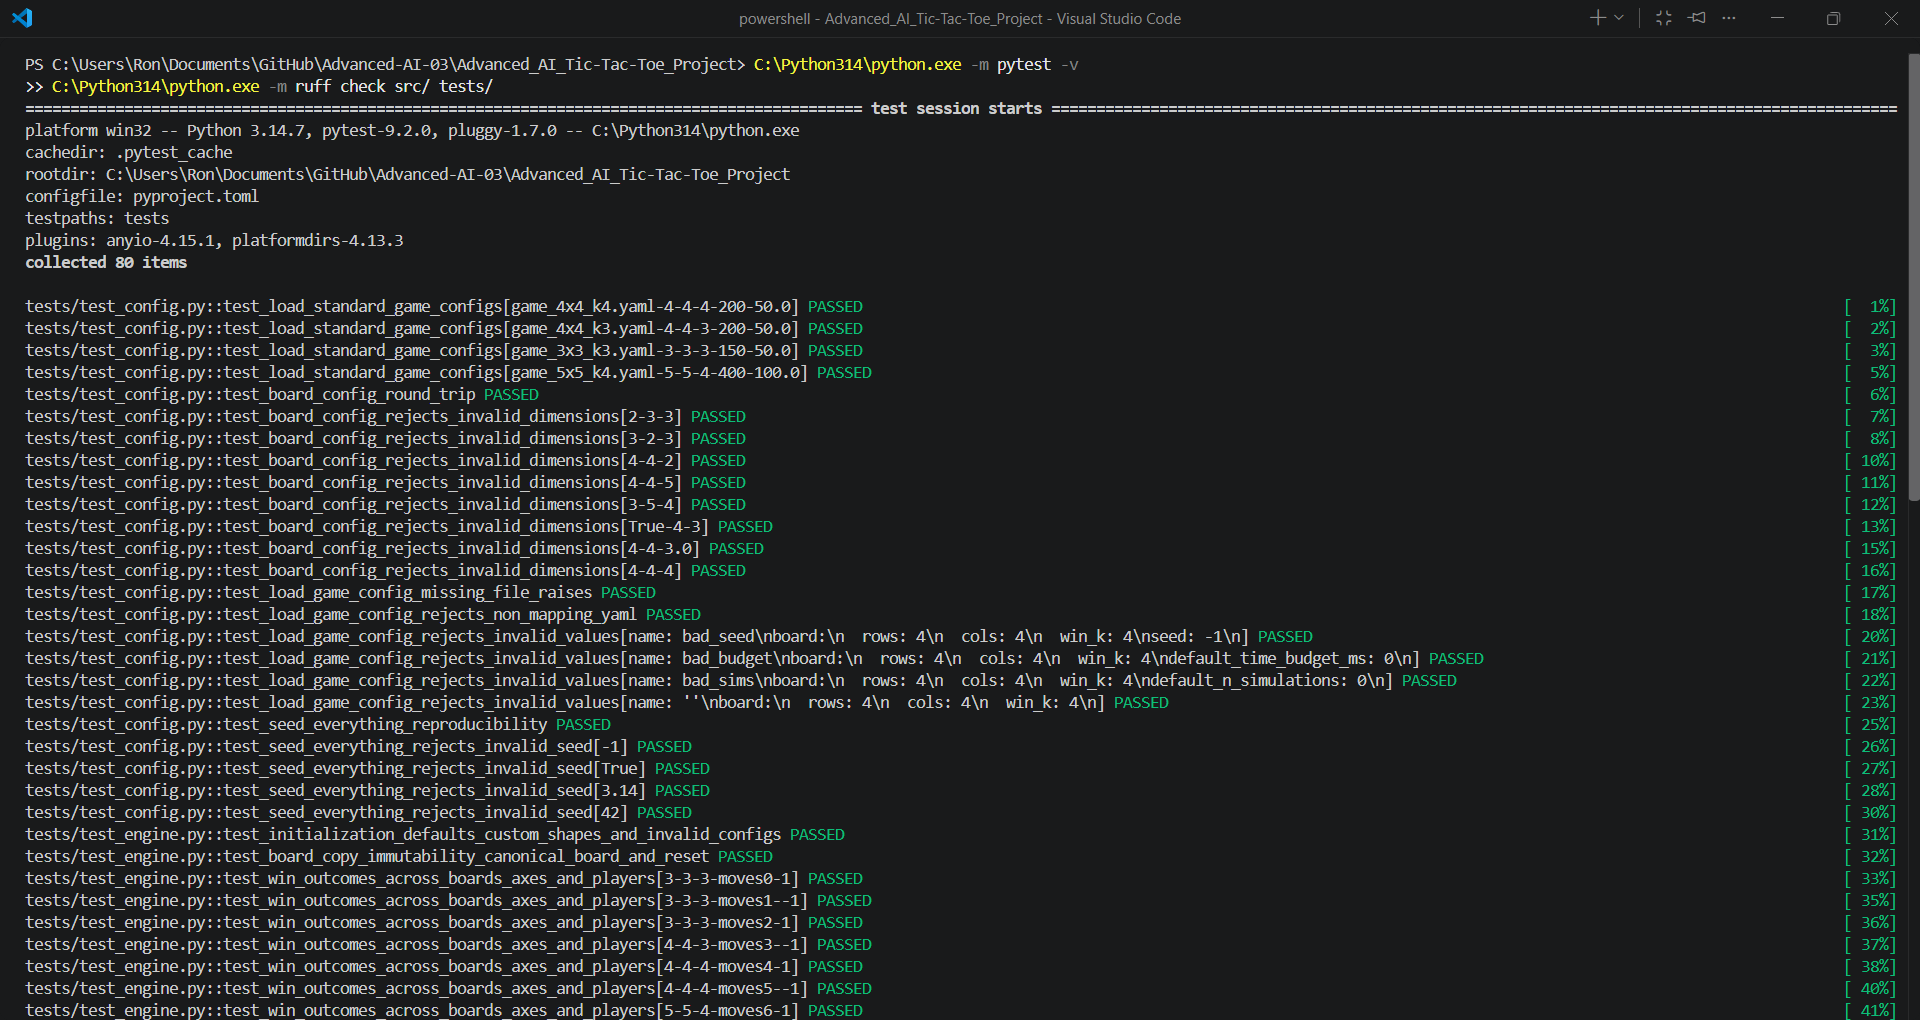 powershell - Advanced_AI_Tic-Tac-Toe_Project - Visual Studio Code
PS C:\Users\Ron\Documents\GitHub\Advanced-AI-03\Advanced_AI_Tic-Tac-Toe_Project> C:\Python314\python.exe -m pytest -v
>> C:\Python314\python.exe -m ruff check src/ tests/
============================================================================================= test session starts ==============================================================================================
platform win32 -- Python 3.14.7, pytest-9.2.0, pluggy-1.7.0 -- C:\Python314\python.exe
cachedir: .pytest_cache
rootdir: C:\Users\Ron\Documents\GitHub\Advanced-AI-03\Advanced_AI_Tic-Tac-Toe_Project
configfile: pyproject.toml
testpaths: tests
plugins: anyio-4.15.1, platformdirs-4.13.3
collected 80 items
tests/test_config.py::test_load_standard_game_configs[game_4x4_k4.yaml-4-4-4-200-50.0] PASSED [  1%]
tests/test_config.py::test_load_standard_game_configs[game_4x4_k3.yaml-4-4-3-200-50.0] PASSED [  2%]
tests/test_config.py::test_load_standard_game_configs[game_3x3_k3.yaml-3-3-3-150-50.0] PASSED [  3%]
tests/test_config.py::test_load_standard_game_configs[game_5x5_k4.yaml-5-5-4-400-100.0] PASSED [  5%]
tests/test_config.py::test_board_config_round_trip PASSED [  6%]
tests/test_config.py::test_board_config_rejects_invalid_dimensions[2-3-3] PASSED [  7%]
tests/test_config.py::test_board_config_rejects_invalid_dimensions[3-2-3] PASSED [  8%]
tests/test_config.py::test_board_config_rejects_invalid_dimensions[4-4-2] PASSED [ 10%]
tests/test_config.py::test_board_config_rejects_invalid_dimensions[4-4-5] PASSED [ 11%]
tests/test_config.py::test_board_config_rejects_invalid_dimensions[3-5-4] PASSED [ 12%]
tests/test_config.py::test_board_config_rejects_invalid_dimensions[True-4-3] PASSED [ 13%]
tests/test_config.py::test_board_config_rejects_invalid_dimensions[4-4-3.0] PASSED [ 15%]
tests/test_config.py::test_board_config_rejects_invalid_dimensions[4-4-4] PASSED [ 16%]
tests/test_config.py::test_load_game_config_missing_file_raises PASSED [ 17%]
tests/test_config.py::test_load_game_config_rejects_non_mapping_yaml PASSED [ 18%]
tests/test_config.py::test_load_game_config_rejects_invalid_values[name: bad_seed\nboard:\n  rows: 4\n  cols: 4\n  win_k: 4\nseed: -1\n] PASSED [ 20%]
tests/test_config.py::test_load_game_config_rejects_invalid_values[name: bad_budget\nboard:\n  rows: 4\n  cols: 4\n  win_k: 4\ndefault_time_budget_ms: 0\n] PASSED [ 21%]
tests/test_config.py::test_load_game_config_rejects_invalid_values[name: bad_sims\nboard:\n  rows: 4\n  cols: 4\n  win_k: 4\ndefault_n_simulations: 0\n] PASSED [ 22%]
tests/test_config.py::test_load_game_config_rejects_invalid_values[name: ''\nboard:\n  rows: 4\n  cols: 4\n  win_k: 4\n] PASSED [ 23%]
tests/test_config.py::test_seed_everything_reproducibility PASSED [ 25%]
tests/test_config.py::test_seed_everything_rejects_invalid_seed[-1] PASSED [ 26%]
tests/test_config.py::test_seed_everything_rejects_invalid_seed[True] PASSED [ 27%]
tests/test_config.py::test_seed_everything_rejects_invalid_seed[3.14] PASSED [ 28%]
tests/test_config.py::test_seed_everything_rejects_invalid_seed[42] PASSED [ 30%]
tests/test_engine.py::test_initialization_defaults_custom_shapes_and_invalid_configs PASSED [ 31%]
tests/test_engine.py::test_board_copy_immutability_canonical_board_and_reset PASSED [ 32%]
tests/test_engine.py::test_win_outcomes_across_boards_axes_and_players[3-3-3-moves0-1] PASSED [ 33%]
tests/test_engine.py::test_win_outcomes_across_boards_axes_and_players[3-3-3-moves1--1] PASSED [ 35%]
tests/test_engine.py::test_win_outcomes_across_boards_axes_and_players[3-3-3-moves2-1] PASSED [ 36%]
tests/test_engine.py::test_win_outcomes_across_boards_axes_and_players[4-4-3-moves3--1] PASSED [ 37%]
tests/test_engine.py::test_win_outcomes_across_boards_axes_and_players[4-4-4-moves4-1] PASSED [ 38%]
tests/test_engine.py::test_win_outcomes_across_boards_axes_and_players[4-4-4-moves5--1] PASSED [ 40%]
tests/test_engine.py::test_win_outcomes_across_boards_axes_and_players[5-5-4-moves6-1] PASSED [ 41%]